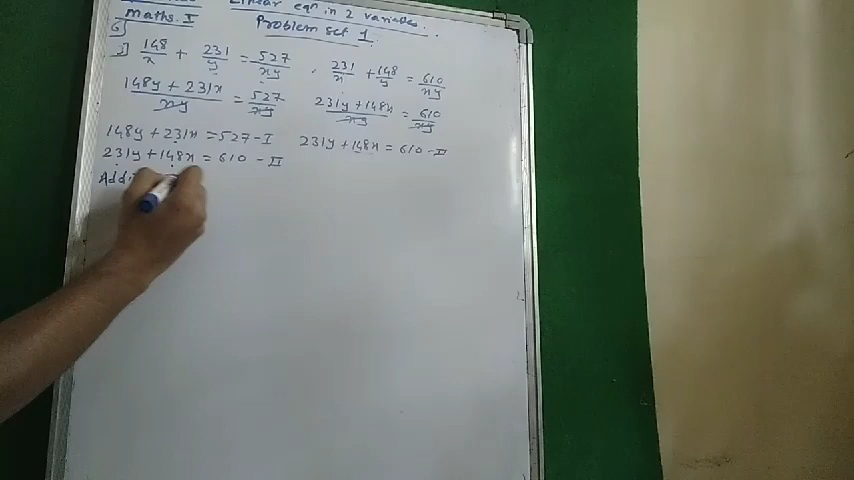 Linear eqn in 2 variables.
Maths. I
Problem set 1.
6]
3] 148/x + 231/y = 527/xy , 231/x + 148/y = 610/xy
148y + 231x / xy = 527/xy 231y + 148x / xy = 610/xy
148y + 231x = 527 - I 231y + 148x = 610 - II
231y + 148x = 610 - II